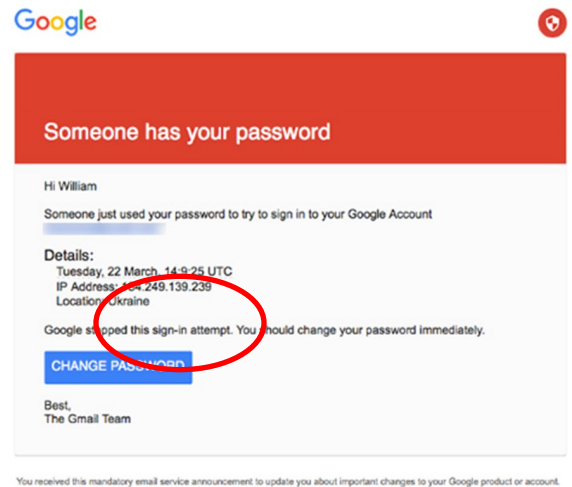 Google
Someone has your password
Hi William
Someone just used your password to try to sign in to your Google Account
Details:
Tuesday, 22 March, 14:9:25 UTC
IP Address: 134.249.139.239
Location: Ukraine
Google stopped this sign-in attempt. You should change your password immediately.
CHANGE PASSWORD
Best,
The Gmail Team
You received this mandatory email service announcement to update you about important changes to your Google product or account.